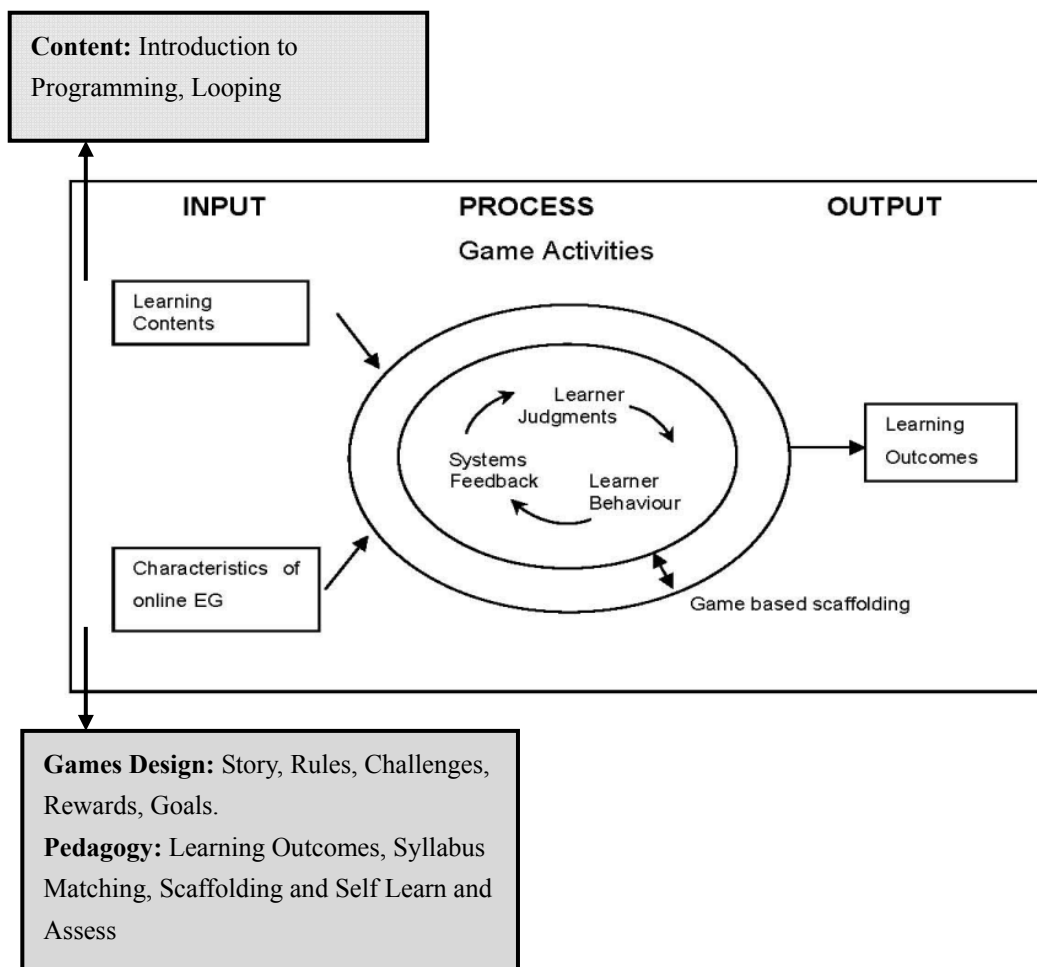 Content: Introduction to
Programming, Looping
INPUT
PROCESS
OUTPUT
Game Activities
Learning
Contents
Learner
Judgments
Systems
Feedback
Learner
Behaviour
Learning
Outcomes
Characteristics of
online EG
Game based scaffolding
Games Design: Story, Rules, Challenges,
Rewards, Goals.
Pedagogy: Learning Outcomes, Syllabus
Matching, Scaffolding and Self Learn and
Assess